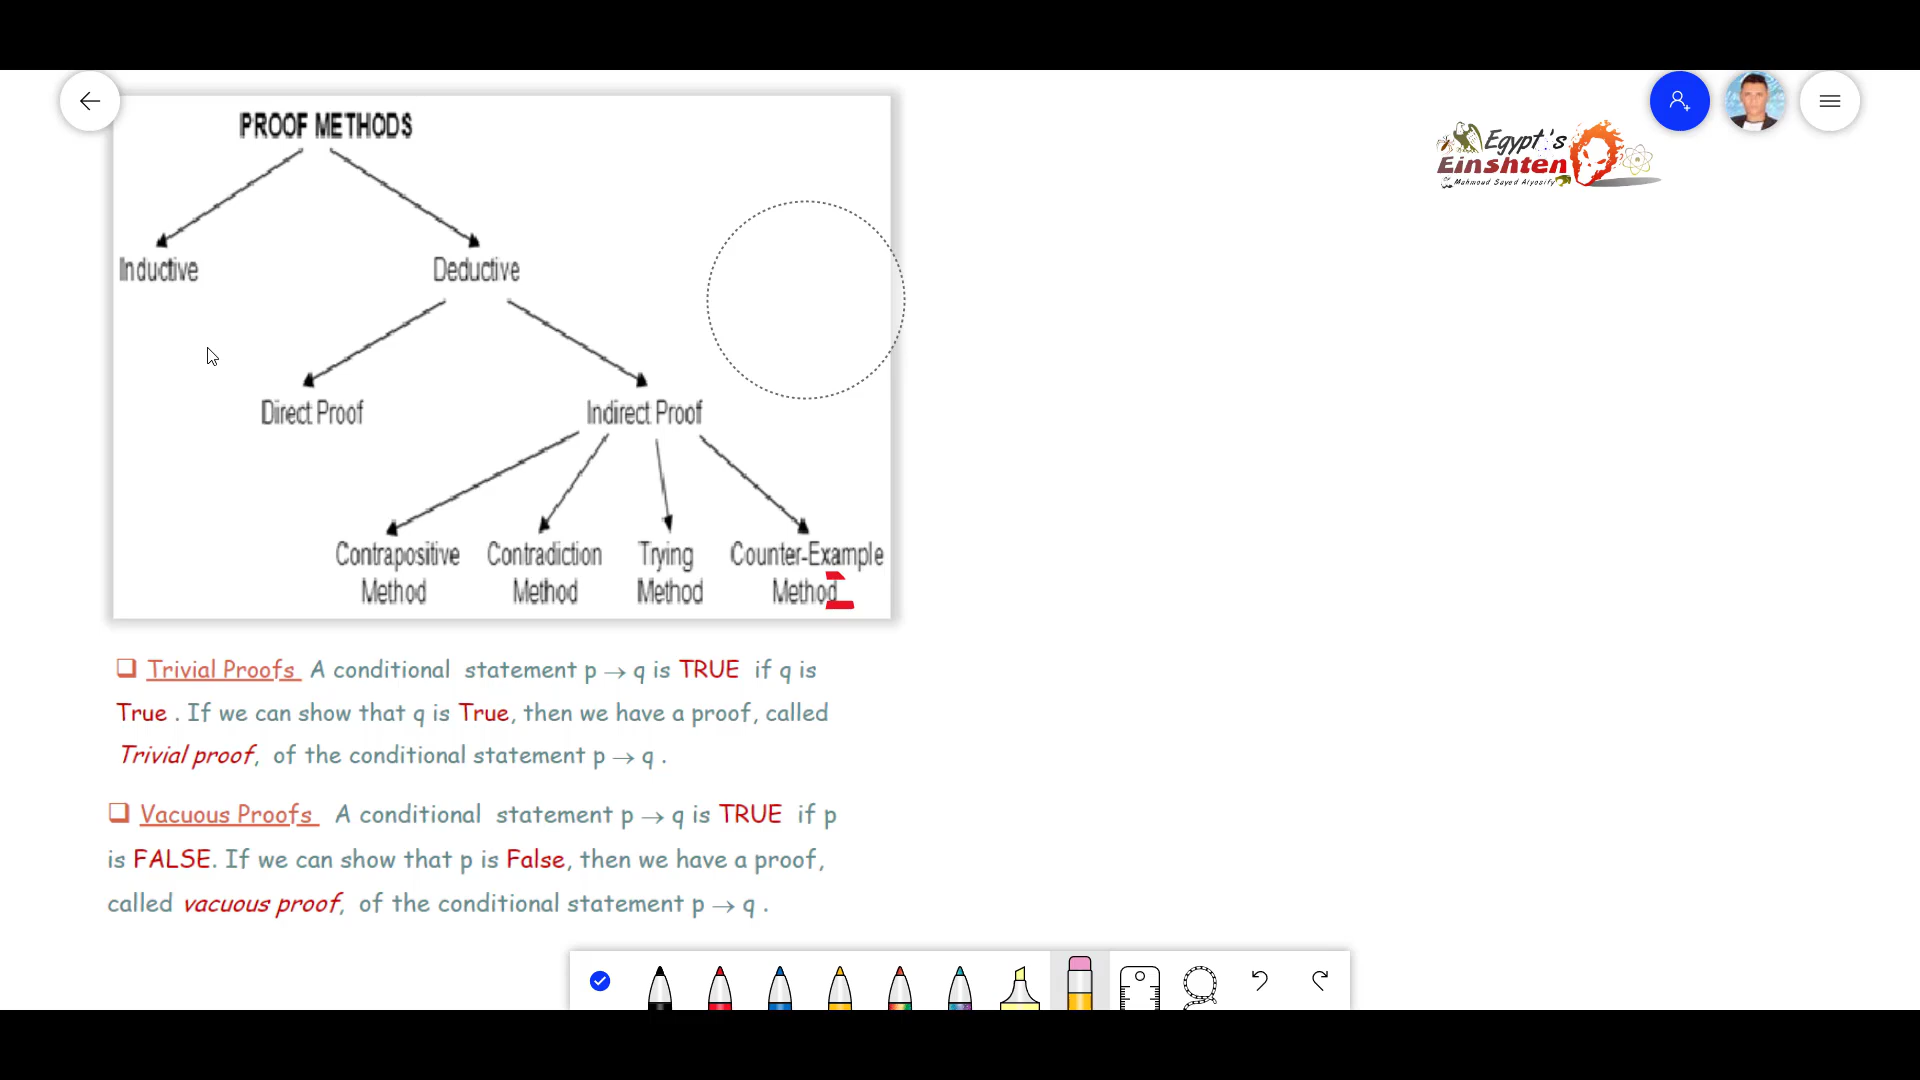 PROOF METHODS
Inductive
Deductive
Direct Proof
Indirect Proof
Contrapositive Method
Contradiction Method
Trying Method
Counter-Example Method
Egypt's
Einshten
Mahmoud Sayed Alyosify
❑ Trivial Proofs A conditional statement p → q is TRUE if q is
True . If we can show that q is True, then we have a proof, called
Trivial proof, of the conditional statement p → q .
❑ Vacuous Proofs A conditional statement p → q is TRUE if p
is FALSE. If we can show that p is False, then we have a proof,
called vacuous proof, of the conditional statement p → q .